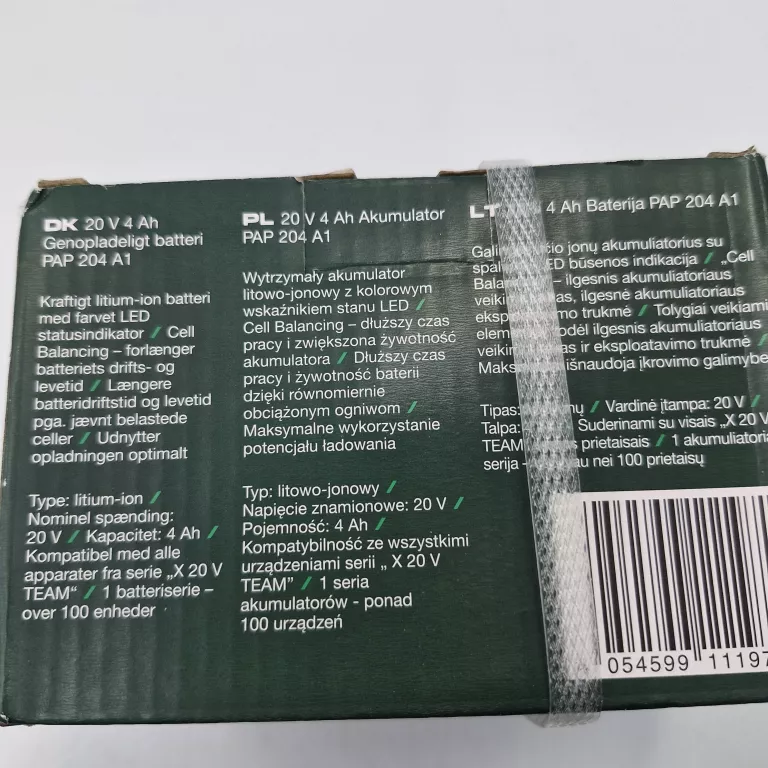 DK 20 V 4 Ah
Genopladeligt batteri
PAP 204 A1
Kraftigt litium-ion batteri
med farvet LED
statusindikator / Cell
Balancing – forlænger
batteriets drifts- og
levetid / Længere
batteridriftstid og levetid
pga. jævnt belastede
celler / Udnytter
opladningen optimalt
Type: litium-ion /
Nominel spænding:
20 V / Kapacitet: 4 Ah /
Kompatibel med alle
apparater fra serie „X 20 V
TEAM“ / 1 batteriserie –
over 100 enheder
PL 20 V 4 Ah Akumulator
PAP 204 A1
Wytrzymały akumulator
litowo-jonowy z kolorowym
wskaźnikiem stanu LED /
Cell Balancing – dłuższy czas
pracy i zwiększona żywotność
akumulatora / Dłuższy czas
pracy i żywotność baterii
dzięki równomiernie
obciążonym ogniwom /
Maksymalne wykorzystanie
potencjału ładowania
Typ: litowo-jonowy /
Napięcie znamionowe: 20 V /
Pojemność: 4 Ah /
Kompatybilność ze wszystkimi
urządzeniami serii „ X 20 V
TEAM” / 1 seria
akumulatorów - ponad
100 urządzeń
LT 4 Ah Baterija PAP 204 A1
jonų akumuliatorius su
būsenos indikacija / „Cell
– ilgesnis akumuliatoriaus
ilgesnė akumuliatoriaus
trukmė / Tolygiai veikiami
ilgesnis akumuliatoriaus
ir eksploatavimo trukmė /
išnaudoja įkrovimo galimybe
Tipas: / Vardinė įtampa: 20 V /
Talpa: Suderinami su visais „X 20 V
TEAM prietaisais / 1 akumuliatoria
serija – nei 100 prietaisų
054599 11197